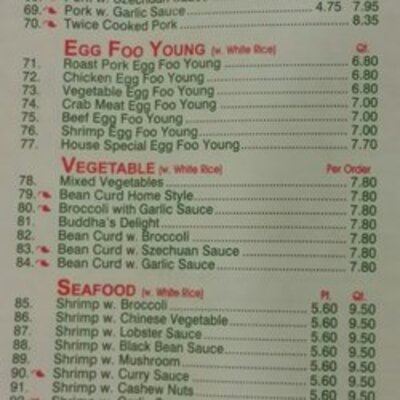 69. Pork w. Garlic Sauce 4.75 7.95
70. Twice Cooked Pork 8.35
EGG FOO YOUNG (w. White Rice) Qt.
71. Roast Pork Egg Foo Young 6.80
72. Chicken Egg Foo Young 6.80
73. Vegetable Egg Foo Young 6.80
74. Crab Meat Egg Foo Young 7.00
75. Beef Egg Foo Young 7.00
76. Shrimp Egg Foo Young 7.00
77. House Special Egg Foo Young 7.70
VEGETABLE (w. White Rice) Per Order
78. Mixed Vegetables 7.80
79. Bean Curd Home Style 7.80
80. Broccoli with Garlic Sauce 7.80
81. Buddha's Delight 7.80
82. Bean Curd w. Broccoli 7.80
83. Bean Curd w. Szechuan Sauce 7.80
84. Bean Curd w. Garlic Sauce 7.80
SEAFOOD (w. White Rice) Pt. Qt.
85. Shrimp w. Broccoli 5.60 9.50
86. Shrimp w. Chinese Vegetable 5.60 9.50
87. Shrimp w. Lobster Sauce 5.60 9.50
88. Shrimp w. Black Bean Sauce 5.60 9.50
89. Shrimp w. Mushroom 5.60 9.50
90. Shrimp w. Curry Sauce 5.60 9.50
91. Shrimp w. Cashew Nuts 5.60 9.50